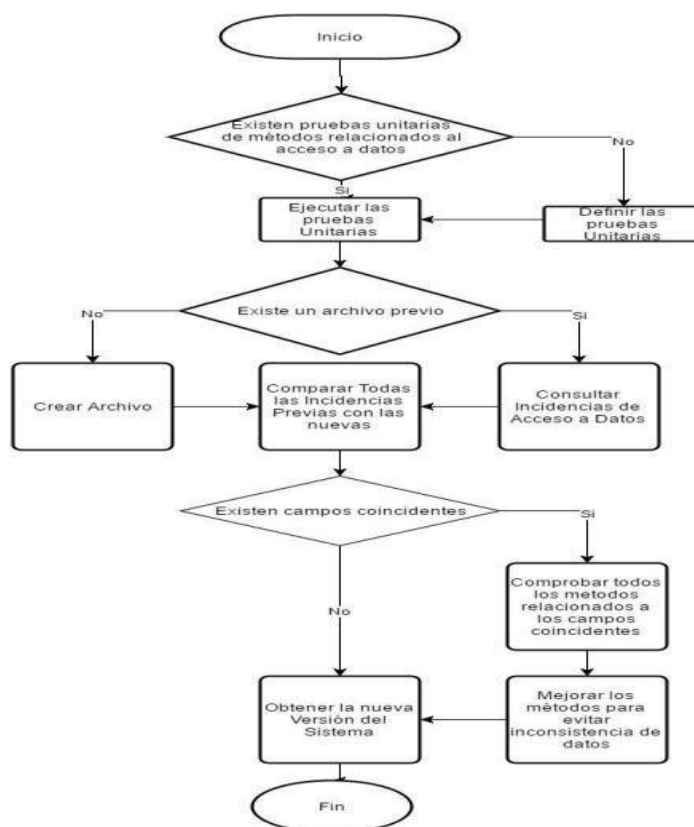 Inicio
Existen pruebas unitarias
de métodos relacionados al
acceso a datos
No
Si
Ejecutar las
pruebas
Unitarias
Definir las
pruebas
Unitarias
Existe un archivo previo
No
Si
Crear Archivo
Comparar Todas
las Incidencias
Previas con las
nuevas
Consultar
Incidencias de
Acceso a Datos
Existen campos coincidentes
Si
No
Comprobar todos
los metodos
relacionados a
los campos
coincidentes
Obtener la nueva
Versión del
Sistema
Mejorar los
métodos para
evitar
inconsistencia de
datos
Fin